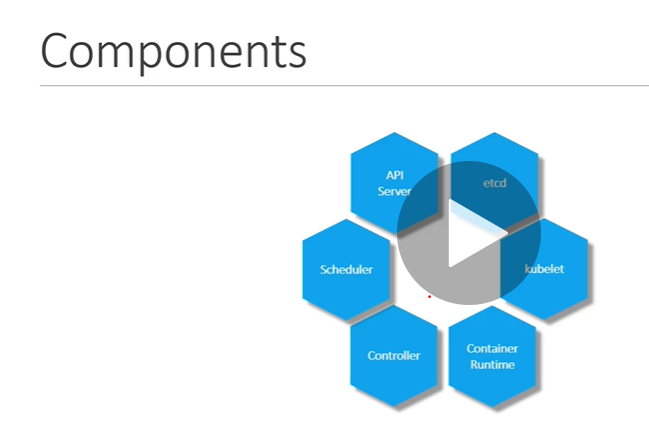 Components
API
Server
etcd
Scheduler
kubelet
Controller
Container
Runtime